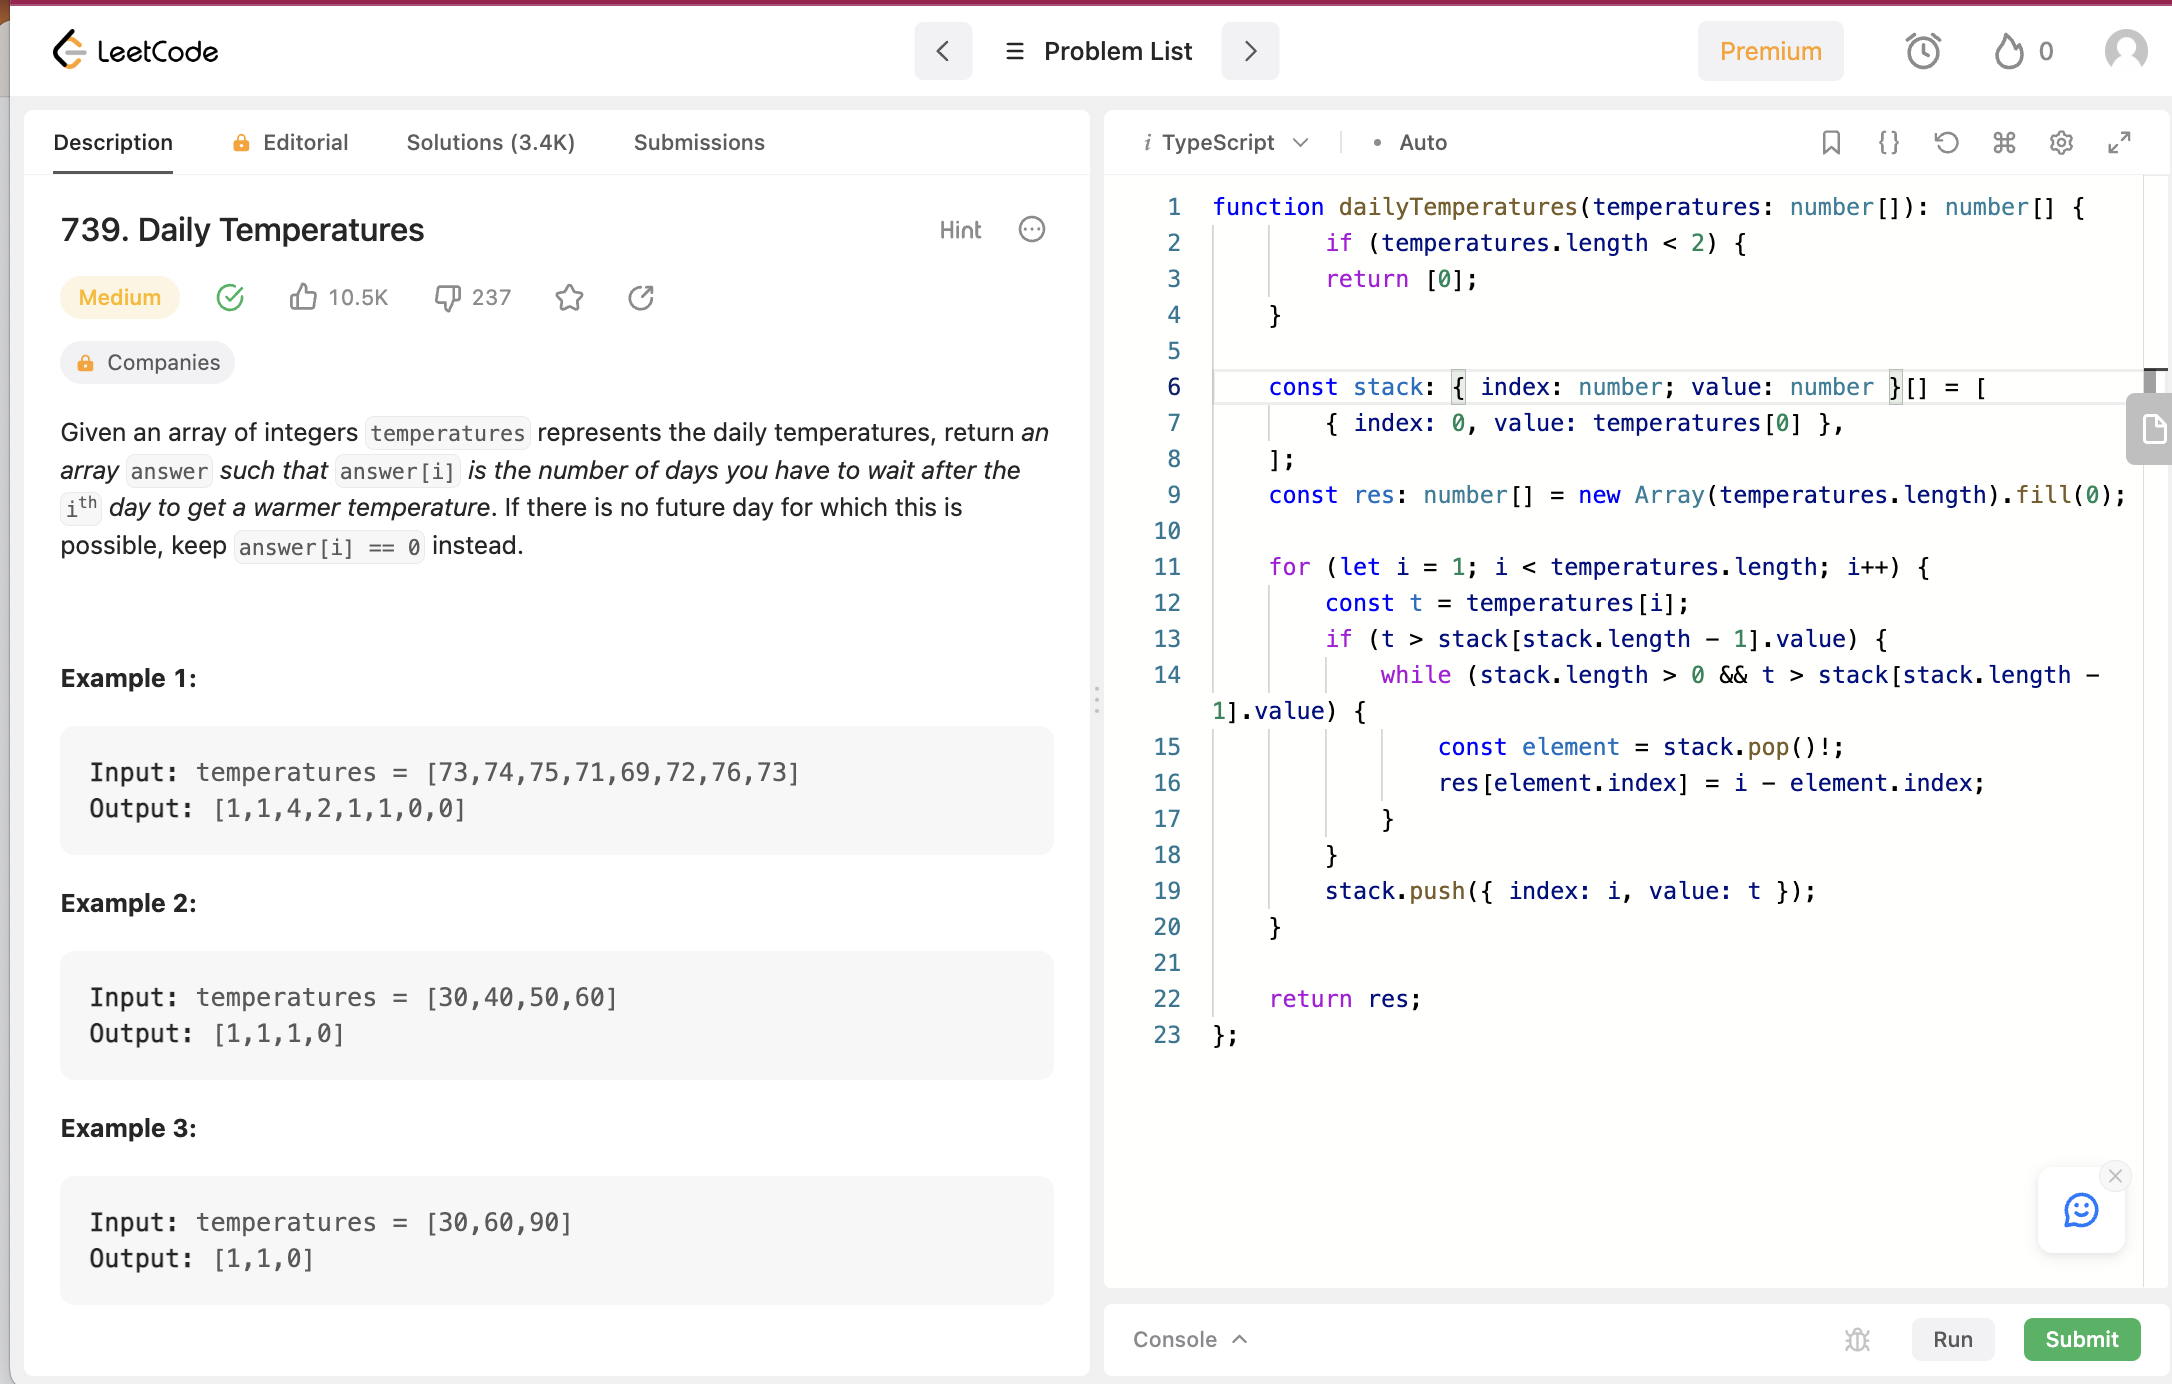 LeetCode
Problem List
Premium
0
Description
Editorial
Solutions (3.4K)
Submissions
739. Daily Temperatures
Hint
Medium
10.5K
237
Companies
Given an array of integers temperatures represents the daily temperatures, return an
array answer such that answer[i] is the number of days you have to wait after the
ith day to get a warmer temperature. If there is no future day for which this is
possible, keep answer[i] == 0 instead.
Example 1:
Input: temperatures = [73,74,75,71,69,72,76,73]
Output: [1,1,4,2,1,1,0,0]
Example 2:
Input: temperatures = [30,40,50,60]
Output: [1,1,1,0]
Example 3:
Input: temperatures = [30,60,90]
Output: [1,1,0]
i TypeScript
• Auto
1 function dailyTemperatures(temperatures: number[]): number[] {
2 if (temperatures.length < 2) {
3 return [0];
4 }
5
6 const stack: { index: number; value: number }[] = [
7 { index: 0, value: temperatures[0] },
8 ];
9 const res: number[] = new Array(temperatures.length).fill(0);
10
11 for (let i = 1; i < temperatures.length; i++) {
12 const t = temperatures[i];
13 if (t > stack[stack.length - 1].value) {
14 while (stack.length > 0 && t > stack[stack.length -
1].value) {
15 const element = stack.pop()!;
16 res[element.index] = i - element.index;
17 }
18 }
19 stack.push({ index: i, value: t });
20 }
21
22 return res;
23 };
Console
Run
Submit